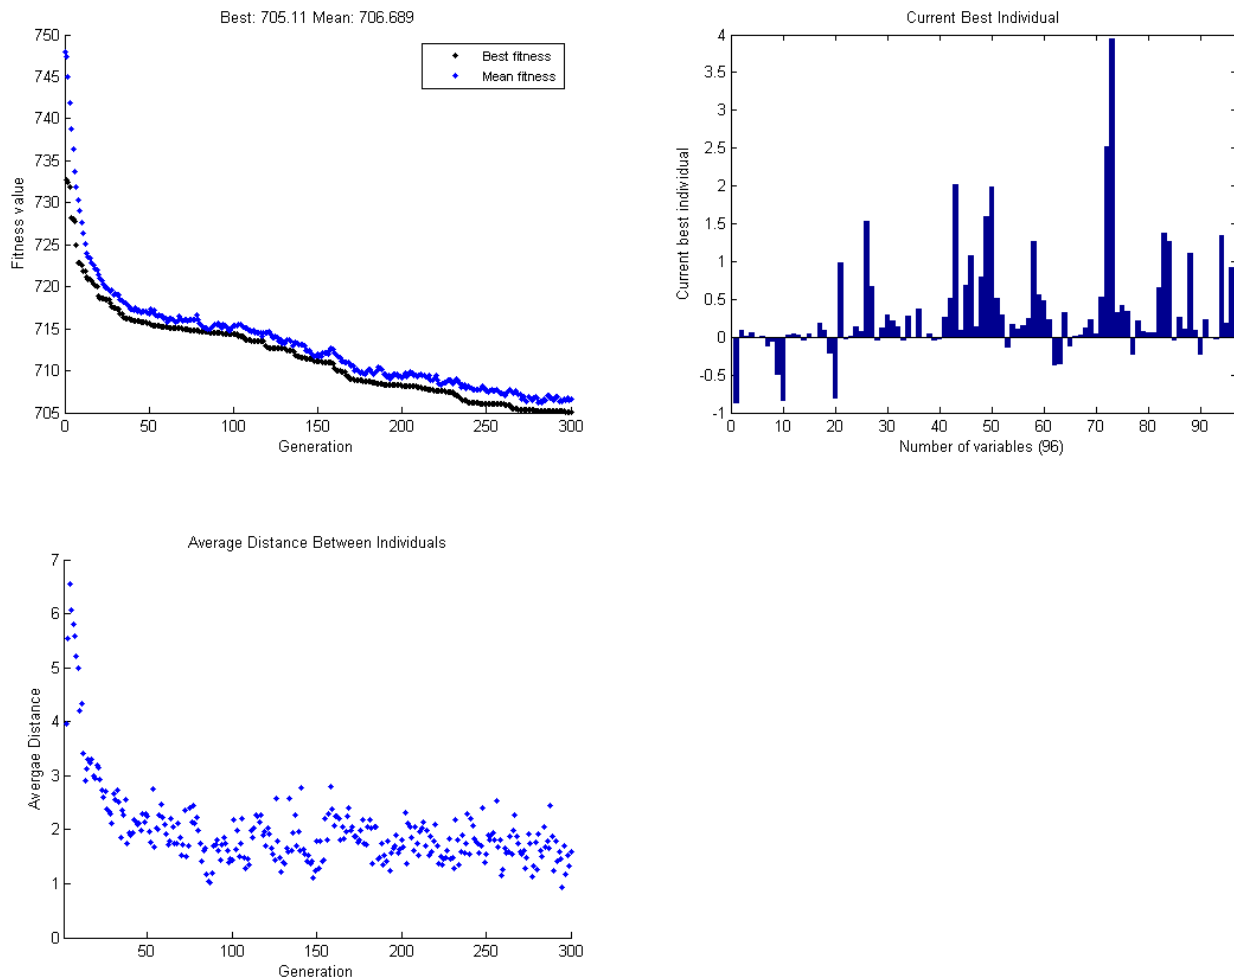 Best: 705.11 Mean: 706.689
750
745
740
735
730
725
720
715
710
705
Fitness value
Best fitness
Mean fitness
0 50 100 150 200 250 300
Generation
Current Best Individual
4
3.5
3
2.5
2
1.5
1
0.5
0
-0.5
-1
Current best individual
0 10 20 30 40 50 60 70 80 90
Number of variables (96)
Average Distance Between Individuals
7
6
5
4
3
2
1
0
Avergae Distance
50 100 150 200 250 300
Generation